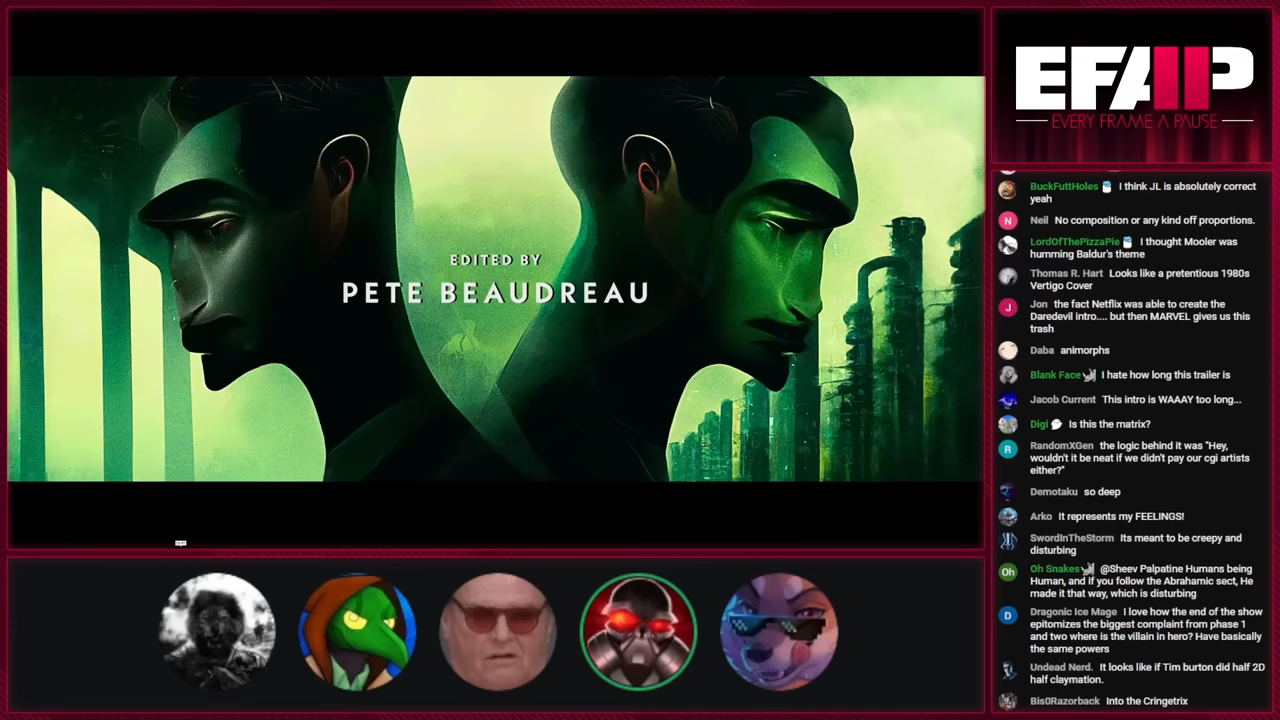 EDITED BY
PETE BEAUDREAU
EFAP
EVERY FRAME A PAUSE
BuckFuttHoles I think JL is absolutely correct
yeah
N
Neil No composition or any kind off proportions.
LordOfThePizzaPie I thought Mooler was
humming Baldur's theme
Thomas R. Hart Looks like a pretentious 1980s
Vertigo Cover
J
Jon the fact Netflix was able to create the
Daredevil intro.... but then MARVEL gives us this
trash
Daba animorphs
Blank Face I hate how long this trailer is
Jacob Current This intro is WAAAY too long...
Digi Is this the matrix?
R
RandomXGen the logic behind it was "Hey,
wouldn't it be neat if we didn't pay our cgi artists
either?"
Demotaku so deep
Arko It represents my FEELINGS!
SwordInTheStorm Its meant to be creepy and
disturbing
Oh
Oh Snakes @Sheev Palpatine Humans being
Human, and if you follow the Abrahamic sect, He
made it that way, which is disturbing
D
Dragonic Ice Mage I love how the end of the show
epitomizes the biggest complaint from phase 1
and two where is the villain in hero? Have basically
the same powers
Undead Nerd. It looks like if Tim burton did half 2D
half claymation.
Bis0Razorback Into the Cringetrix